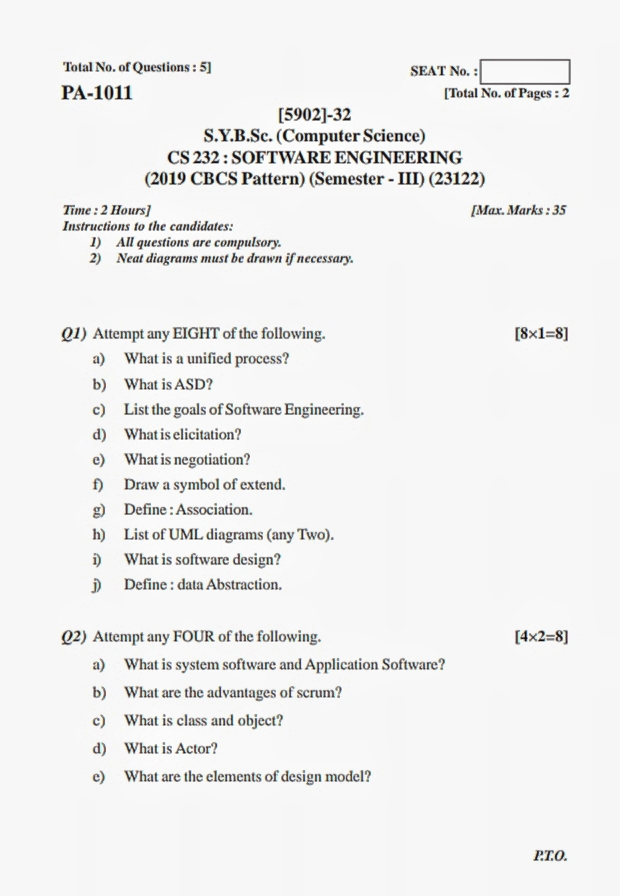 Total No. of Questions : 5]
SEAT No. :
PA-1011
[Total No. of Pages : 2
[5902]-32
S.Y.B.Sc. (Computer Science)
CS 232 : SOFTWARE ENGINEERING
(2019 CBCS Pattern) (Semester - III) (23122)
Time : 2 Hours]
[Max. Marks : 35
Instructions to the candidates:
1) All questions are compulsory.
2) Neat diagrams must be drawn if necessary.
Q1) Attempt any EIGHT of the following. [8×1=8]
a) What is a unified process?
b) What is ASD?
c) List the goals of Software Engineering.
d) What is elicitation?
e) What is negotiation?
f) Draw a symbol of extend.
g) Define : Association.
h) List of UML diagrams (any Two).
i) What is software design?
j) Define : data Abstraction.
Q2) Attempt any FOUR of the following. [4×2=8]
a) What is system software and Application Software?
b) What are the advantages of scrum?
c) What is class and object?
d) What is Actor?
e) What are the elements of design model?
P.T.O.